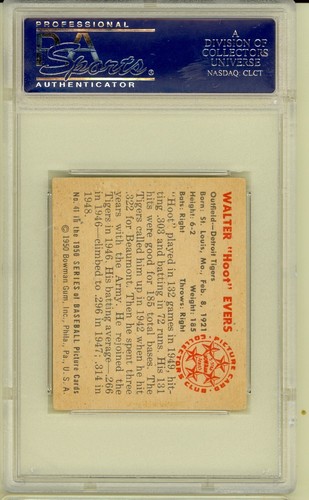 PROFESSIONAL
PSA
Sports
AUTHENTICATOR
A
DIVISION OF
COLLECTORS
UNIVERSE
NASDAQ: CLCT
WALTER "Hoot" EVERS
Outfield—Detroit Tigers
Born: St. Louis, Mo., Feb. 8, 1921
Height: 6-2 Weight: 185
Bats: Right Throws: Right
"Hoot" played in 132 games in 1949, hit-
ting .303 and batting in 72 runs. His 131
hits were good for 185 total bases. The
Tigers called him up in 1942 when he hit
.322 for Beaumont. Then he spent three
years with the Army. He rejoined the
Tigers in 1946. His batting average—.266
in 1946—climbed to .296 in 1947; .314 in
1948.
No. 41 in the 1950 SERIES of BASEBALL Picture Cards
© 1950 Bowman Gum, Inc., Phila., Pa., U. S. A.
PICTURE CARD
COLLECTORS CLUB